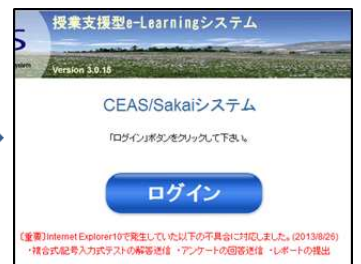 授業支援型e-Learningシステム
S
Version 3.0.18
CEAS/Sakaiシステム
「ログイン」ボタンをクリックして下さい。
ログイン
【重要】Internet Explorer10で発生していた以下の不具合に対応しました。(2013/8/26)
・複合式/記号入力式テストの解答送信 ・アンケートの回答送信 ・レポートの提出